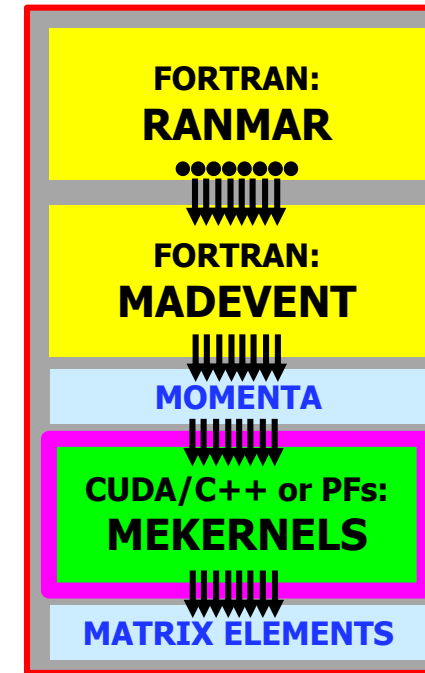 FORTRAN:
RANMAR
FORTRAN:
MADEVENT
MOMENTA
CUDA/C++ or PFs:
MEKERNELS
MATRIX ELEMENTS